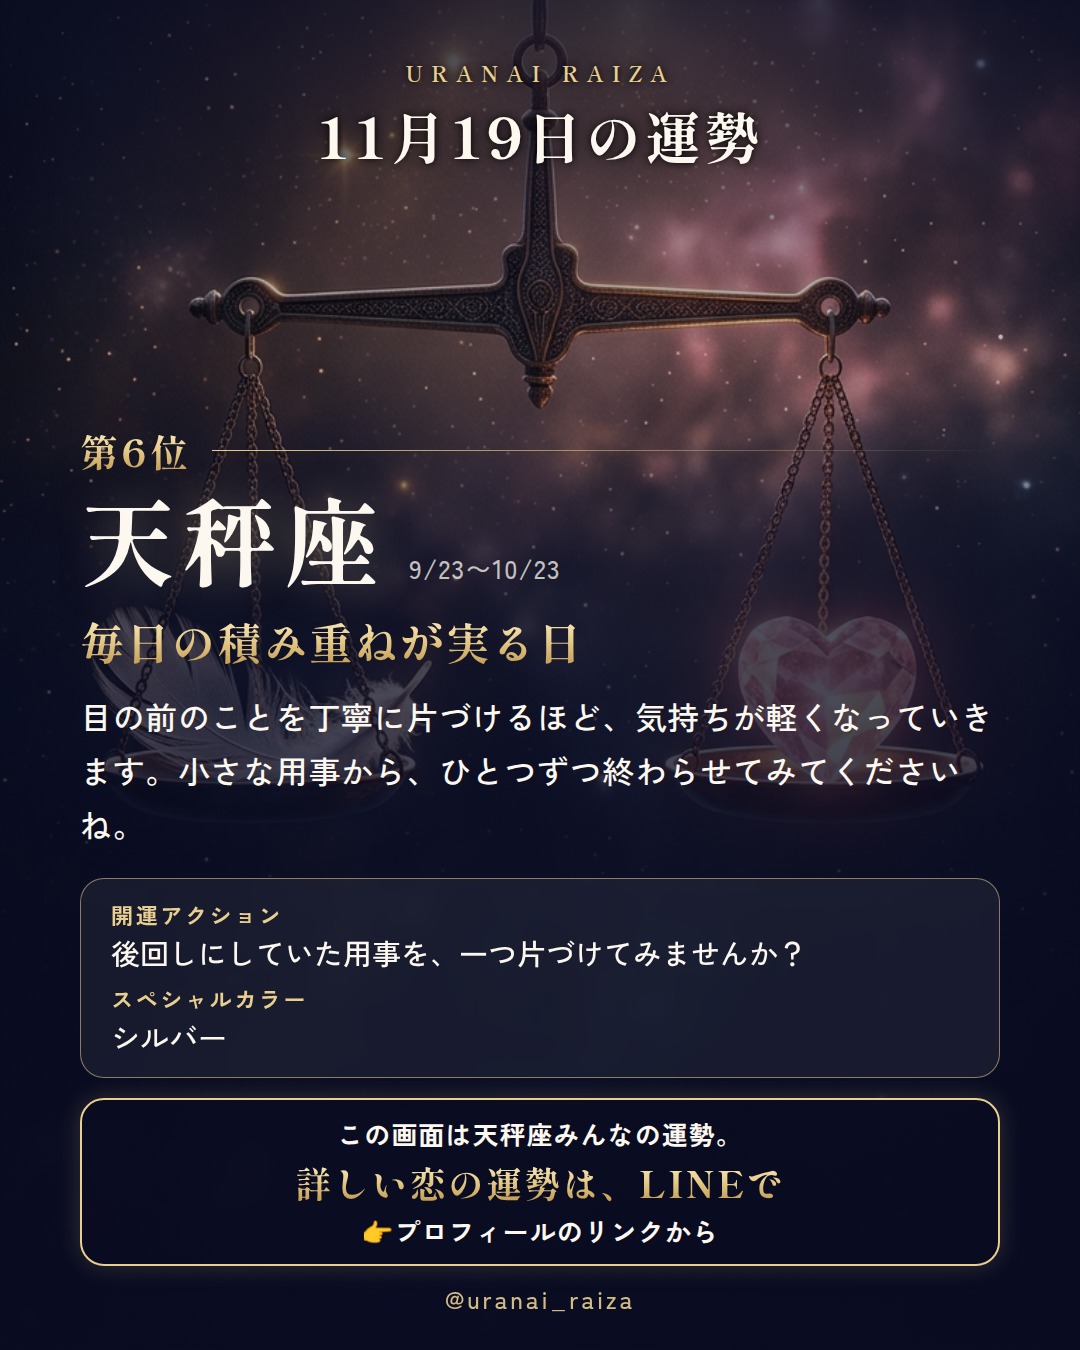 URANAI RAIZA
11月19日の運勢
第6位
天秤座 9/23〜10/23
毎日の積み重ねが実る日
目の前のことを丁寧に片づけるほど、気持ちが軽くなっていき
ます。小さな用事から、ひとつずつ終わらせてみてください
ね。
開運アクション
後回しにしていた用事を、一つ片づけてみませんか？
スペシャルカラー
シルバー
この画面は天秤座みんなの運勢。
詳しい恋の運勢は、LINEで
👉プロフィールのリンクから
@uranai_raiza